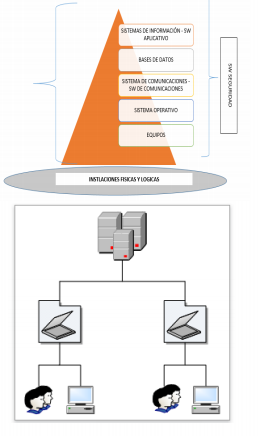 SISTEMAS DE INFORMACIÓN - SW
APLICATIVO
BASES DE DATOS
SISTEMA DE COMUNICACIONES -
SW DE COMUNICACIONES
SISTEMA OPERATIVO
EQUIPOS
SW SEGURIDAD
INSTLACIONES FISICAS Y LOGICAS